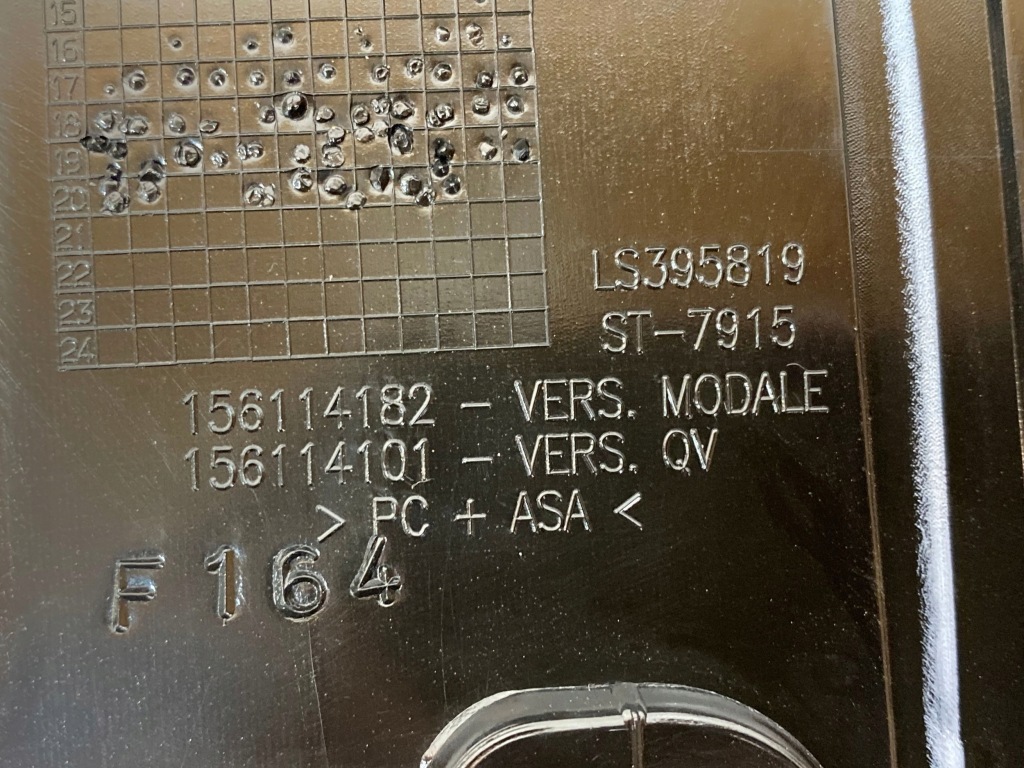 15
16
17
18
19
20
21
22
23
24
LS395819
ST-7915
156114182 - VERS. MODALE
156114101 - VERS. QV
> PC + ASA <
F 164